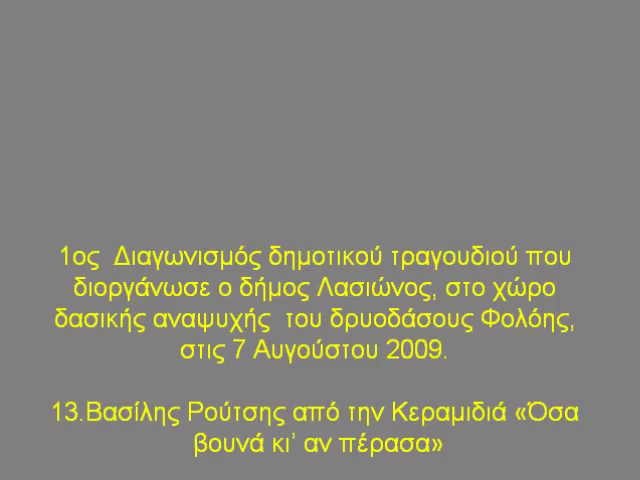 1ος  Διαγωνισμός δημοτικού τραγουδιού που
διοργάνωσε ο δήμος Λασιώνος, στο χώρο
δασικής αναψυχής  του δρυοδάσους Φολόης,
στις 7 Αυγούστου 2009.
13.Βασίλης Ρούτσης από την Κεραμιδιά «Όσα
βουνά κι’ αν πέρασα»